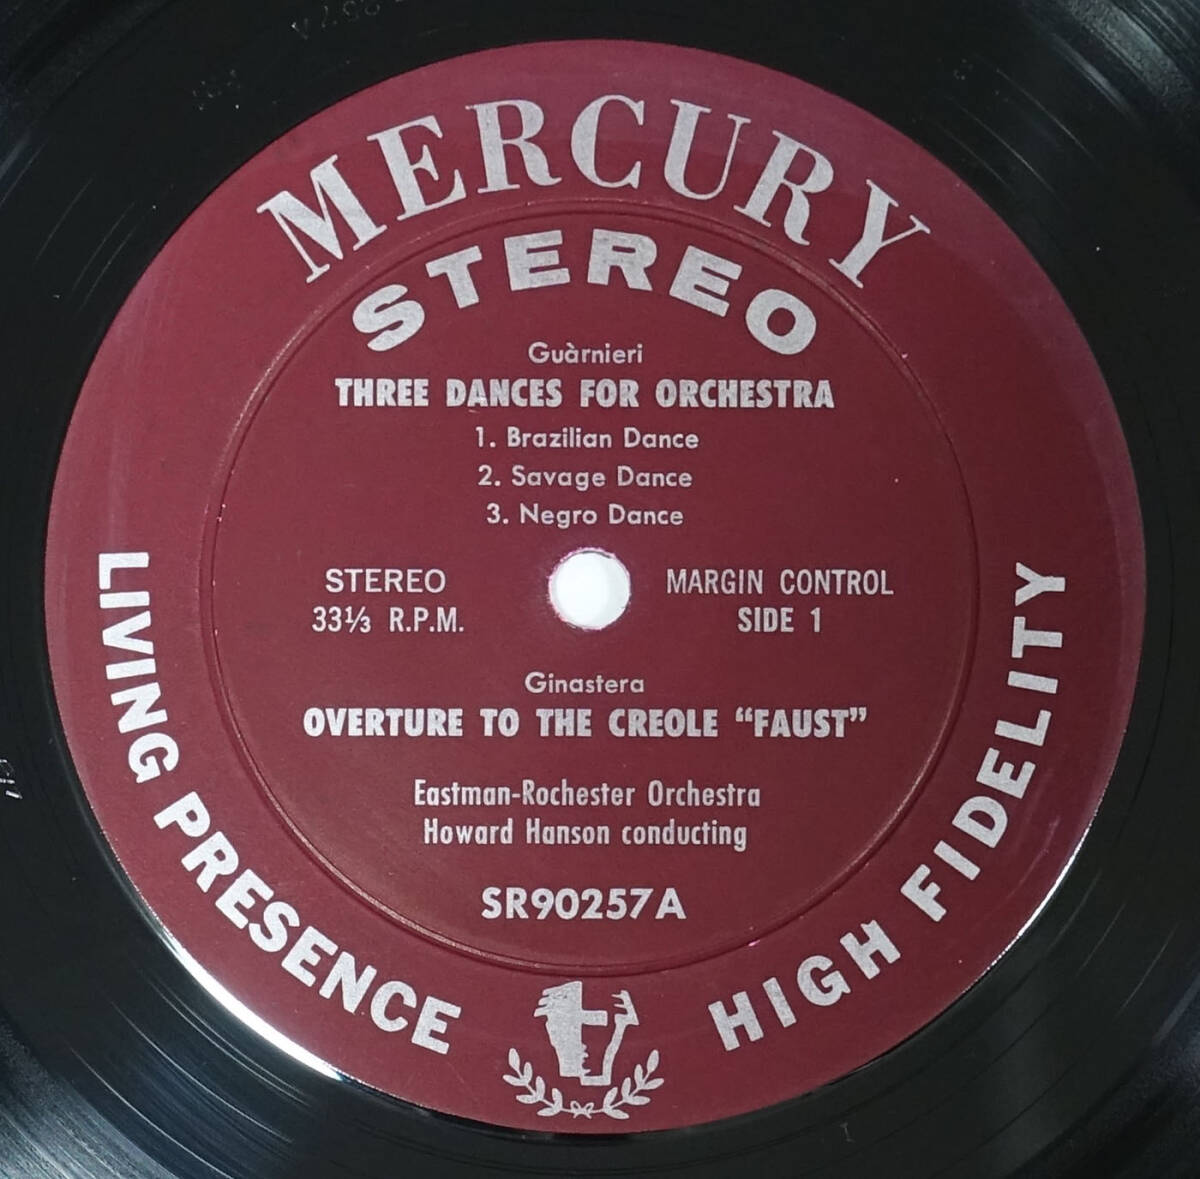 MERCURY
STEREO
Guàrnieri
THREE DANCES FOR ORCHESTRA
1. Brazilian Dance
2. Savage Dance
3. Negro Dance
STEREO
33⅓ R.P.M.
MARGIN CONTROL
SIDE 1
Ginastera
OVERTURE TO THE CREOLE “FAUST”
Eastman-Rochester Orchestra
Howard Hanson conducting
SR90257A
LIVING PRESENCE
HIGH FIDELITY